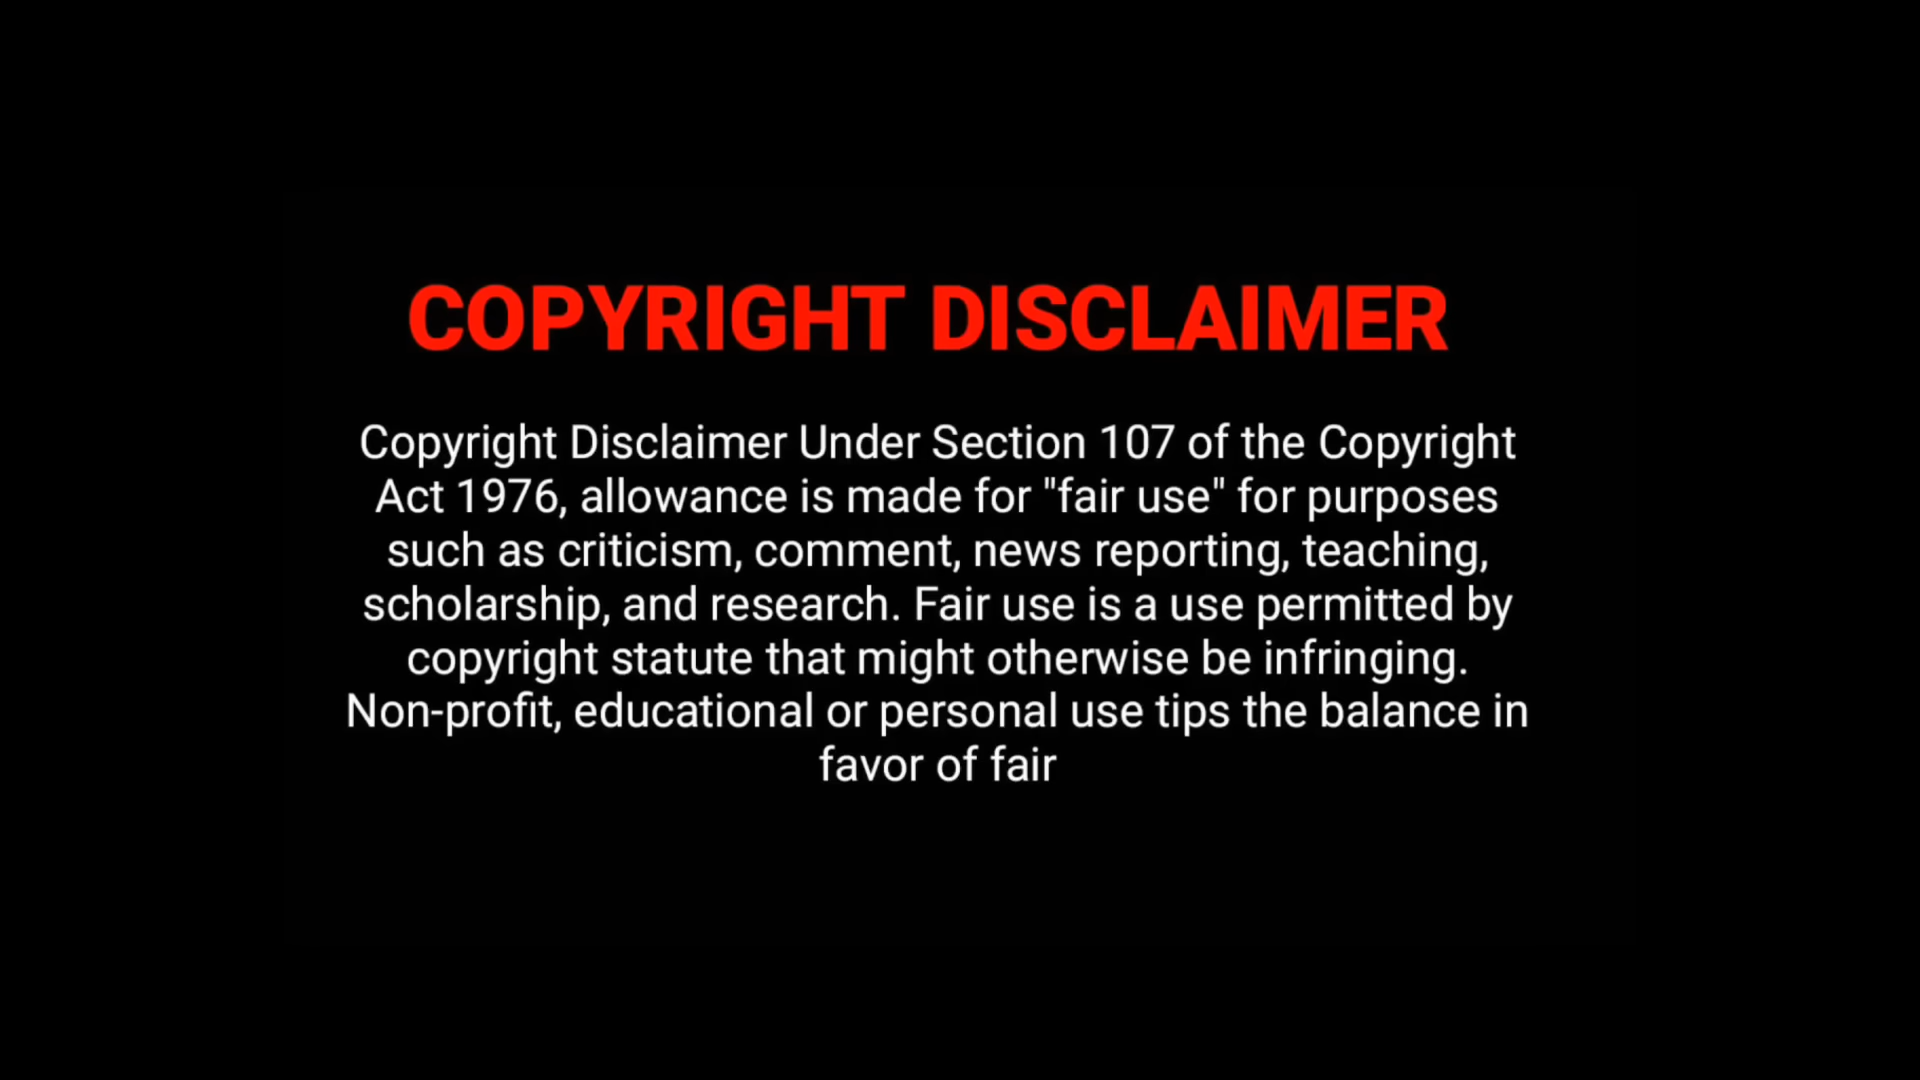 COPYRIGHT DISCLAIMER
Copyright Disclaimer Under Section 107 of the Copyright
Act 1976, allowance is made for "fair use" for purposes
such as criticism, comment, news reporting, teaching,
scholarship, and research. Fair use is a use permitted by
copyright statute that might otherwise be infringing.
Non-profit, educational or personal use tips the balance in
favor of fair